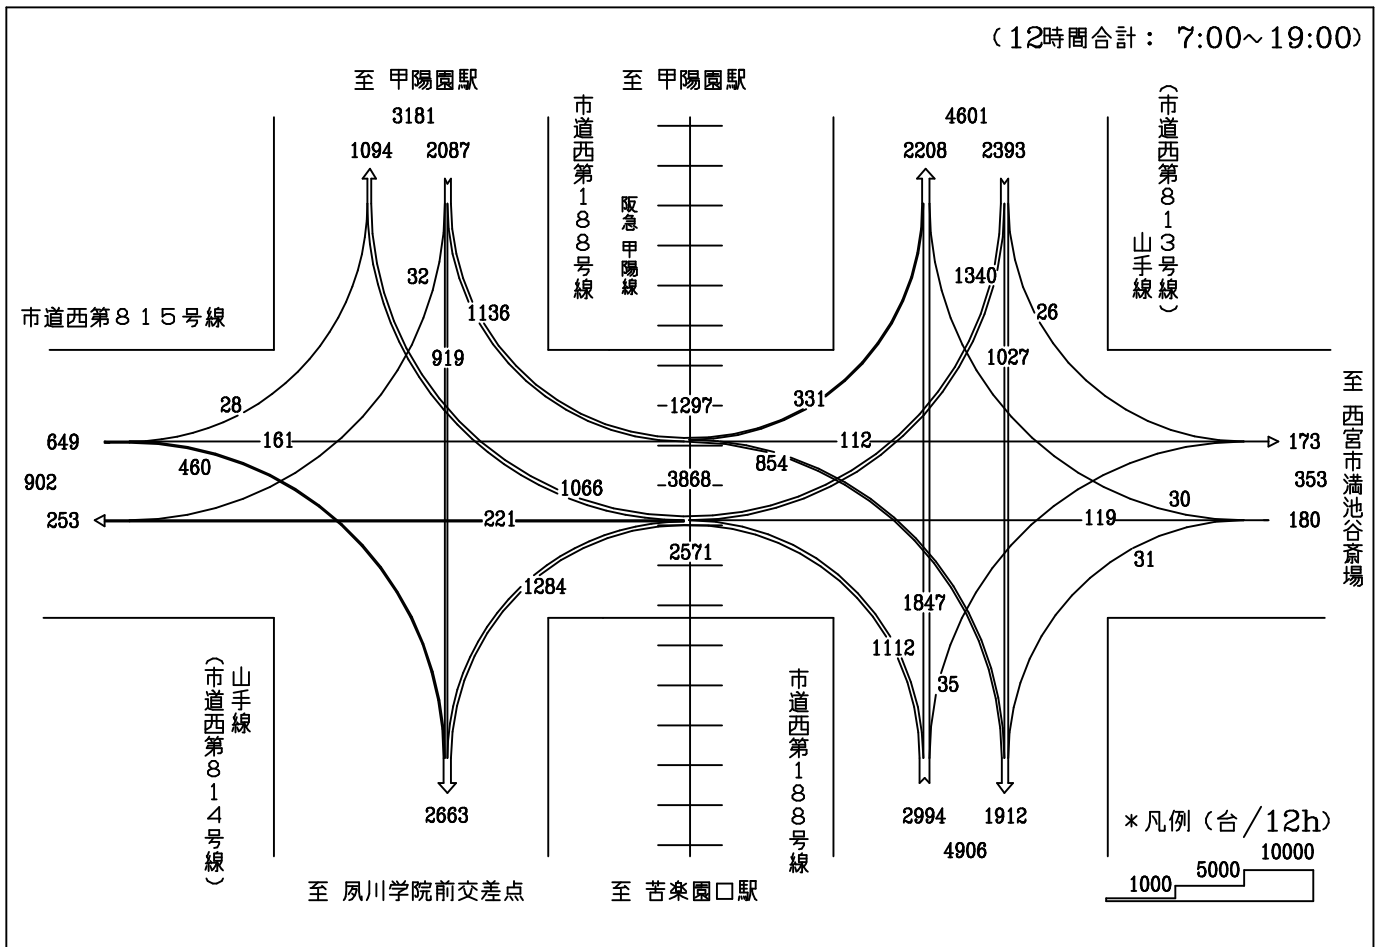 （12時間合計： 7:00～19:00）
至 甲陽園駅
至 甲陽園駅
3181
4601
1094
2087
2208
2393
市道西第１８８号線
阪急 甲陽線
（市道西第８１３号線）
山手線
市道西第８１５号線
32
1136
919
1340
26
1027
28
331
1297
649
161
112
173
460
854
902
3868
353
1066
30
253
221
119
180
2571
31
1284
1847
1112
35
至 西宮市満池谷斎場
山手線
（市道西第８１４号線）
市道西第１８８号線
2663
2994
1912
4906
＊凡例（台／12h）
1000
5000
10000
至 夙川学院前交差点
至 苦楽園口駅